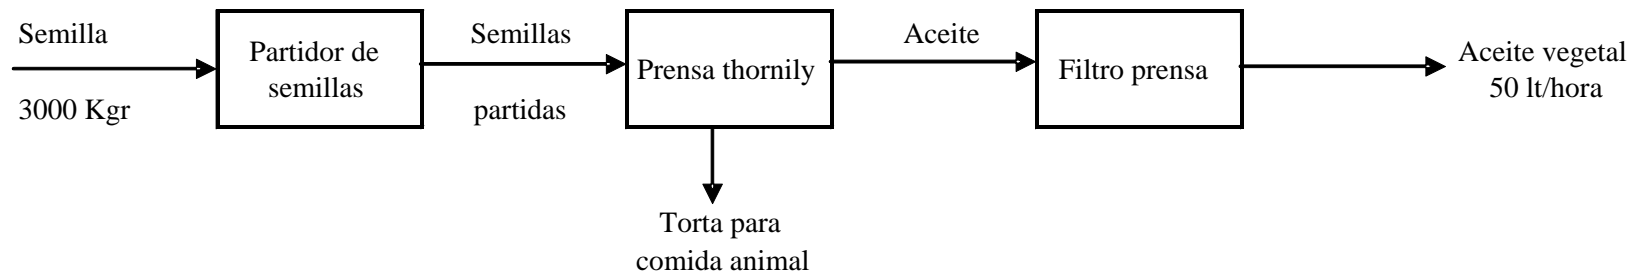 Semilla
3000 Kgr
Partidor de
semillas
Semillas
partidas
Prensa thornily
Torta para
comida animal
Aceite
Filtro prensa
Aceite vegetal
50 lt/hora